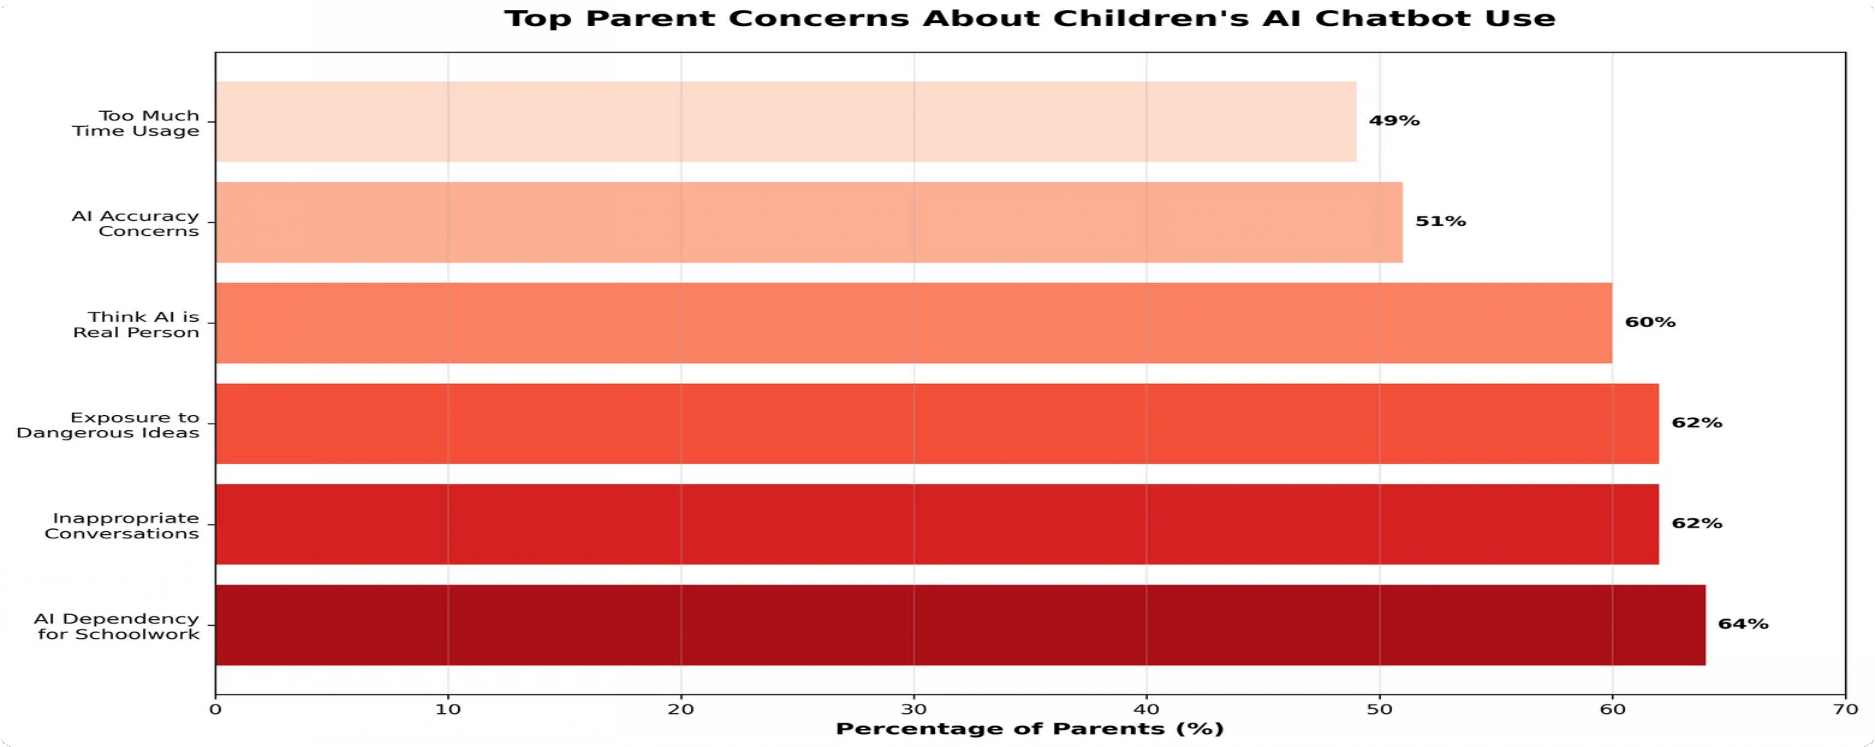 Top Parent Concerns About Children's AI Chatbot Use
Too Much
Time Usage
49%
AI Accuracy
Concerns
51%
Think AI is
Real Person
60%
Exposure to
Dangerous Ideas
62%
Inappropriate
Conversations
62%
AI Dependency
for Schoolwork
64%
0 10 20 30 40 50 60 70
Percentage of Parents (%)